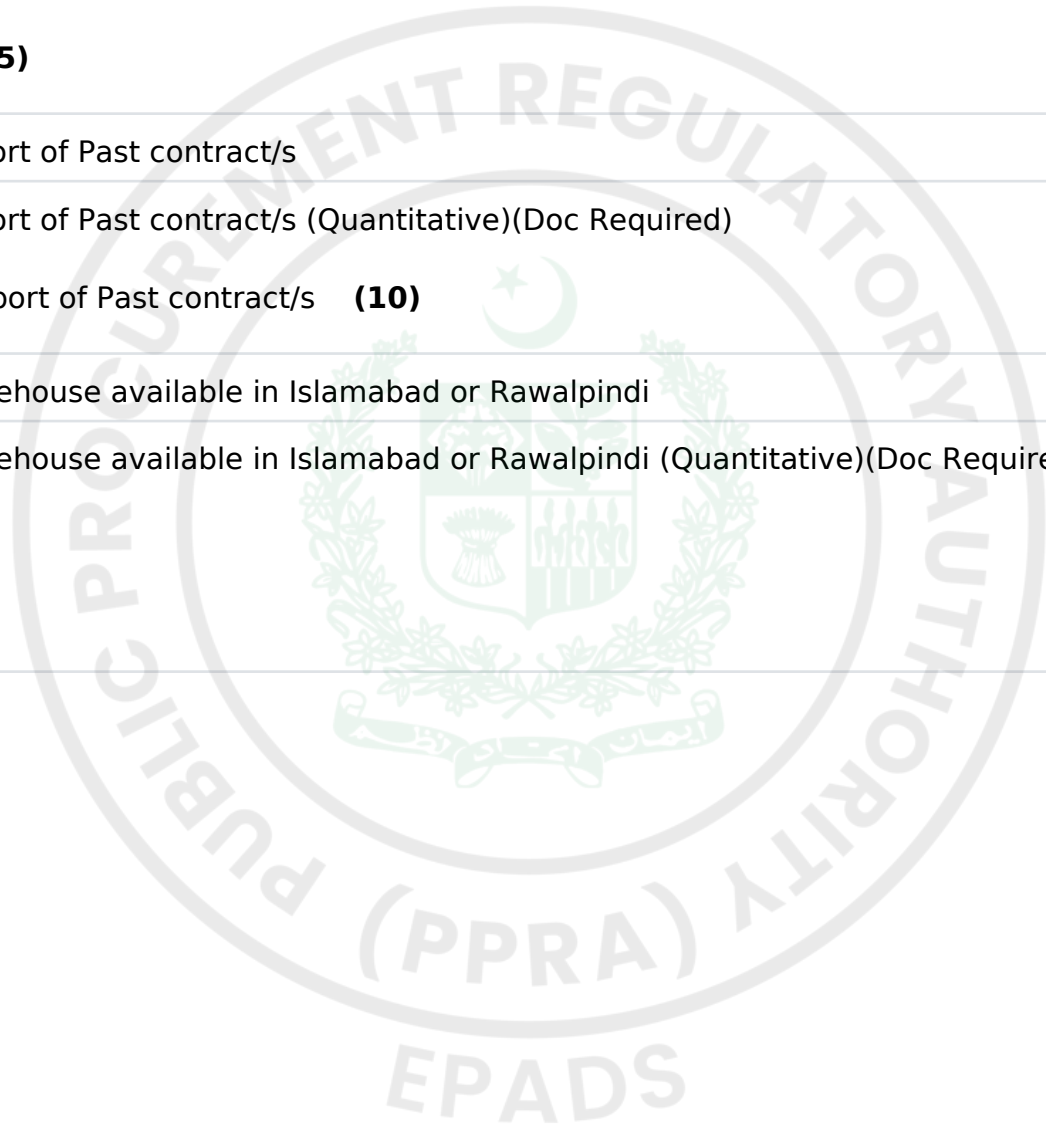 5)
ort of Past contract/s
ort of Past contract/s (Quantitative)(Doc Required)
port of Past contract/s (10)
ehouse available in Islamabad or Rawalpindi
ehouse available in Islamabad or Rawalpindi (Quantitative)(Doc Require
PUBLIC PROCUREMENT REGULATORY AUTHORITY
(PPRA)
EPADS